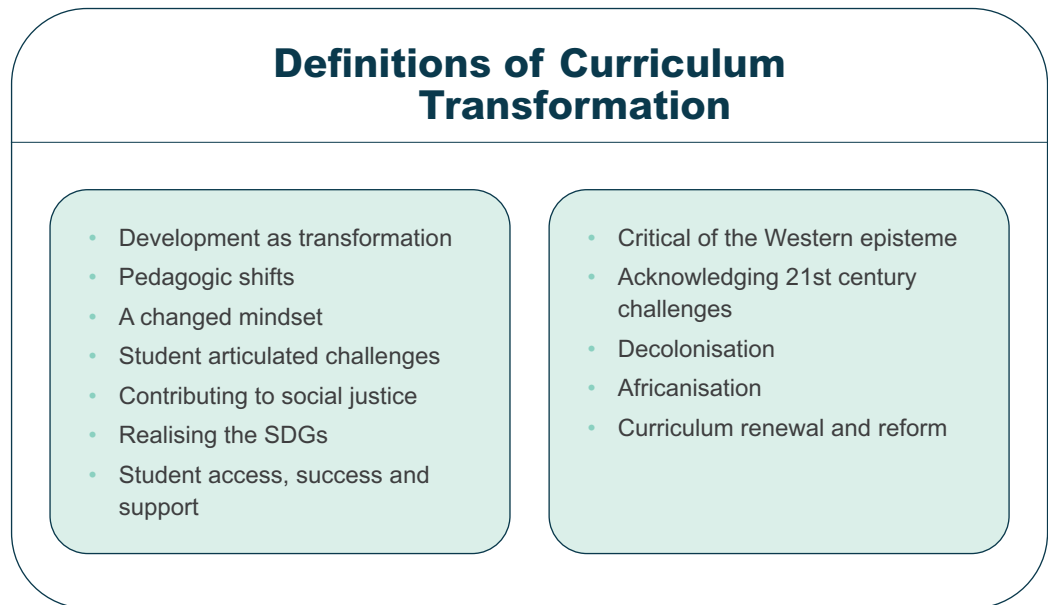 Definitions of Curriculum
Transformation
• Development as transformation
• Pedagogic shifts
• A changed mindset
• Student articulated challenges
• Contributing to social justice
• Realising the SDGs
• Student access, success and
support
• Critical of the Western episteme
• Acknowledging 21st century
challenges
• Decolonisation
• Africanisation
• Curriculum renewal and reform